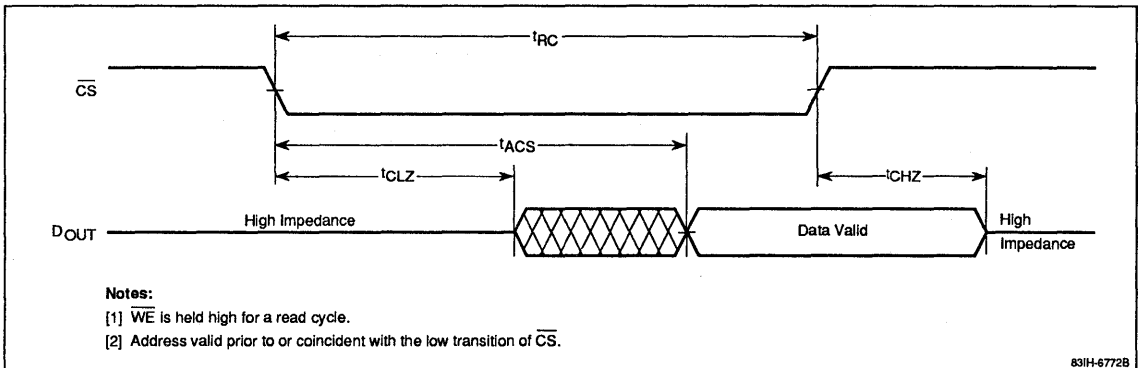 tRC
CS
tACS
tCLZ
tCHZ
DOUT
High Impedance
Data Valid
High
Impedance
Notes:
[1] WE is held high for a read cycle.
[2] Address valid prior to or coincident with the low transition of CS.
83IH-6772B